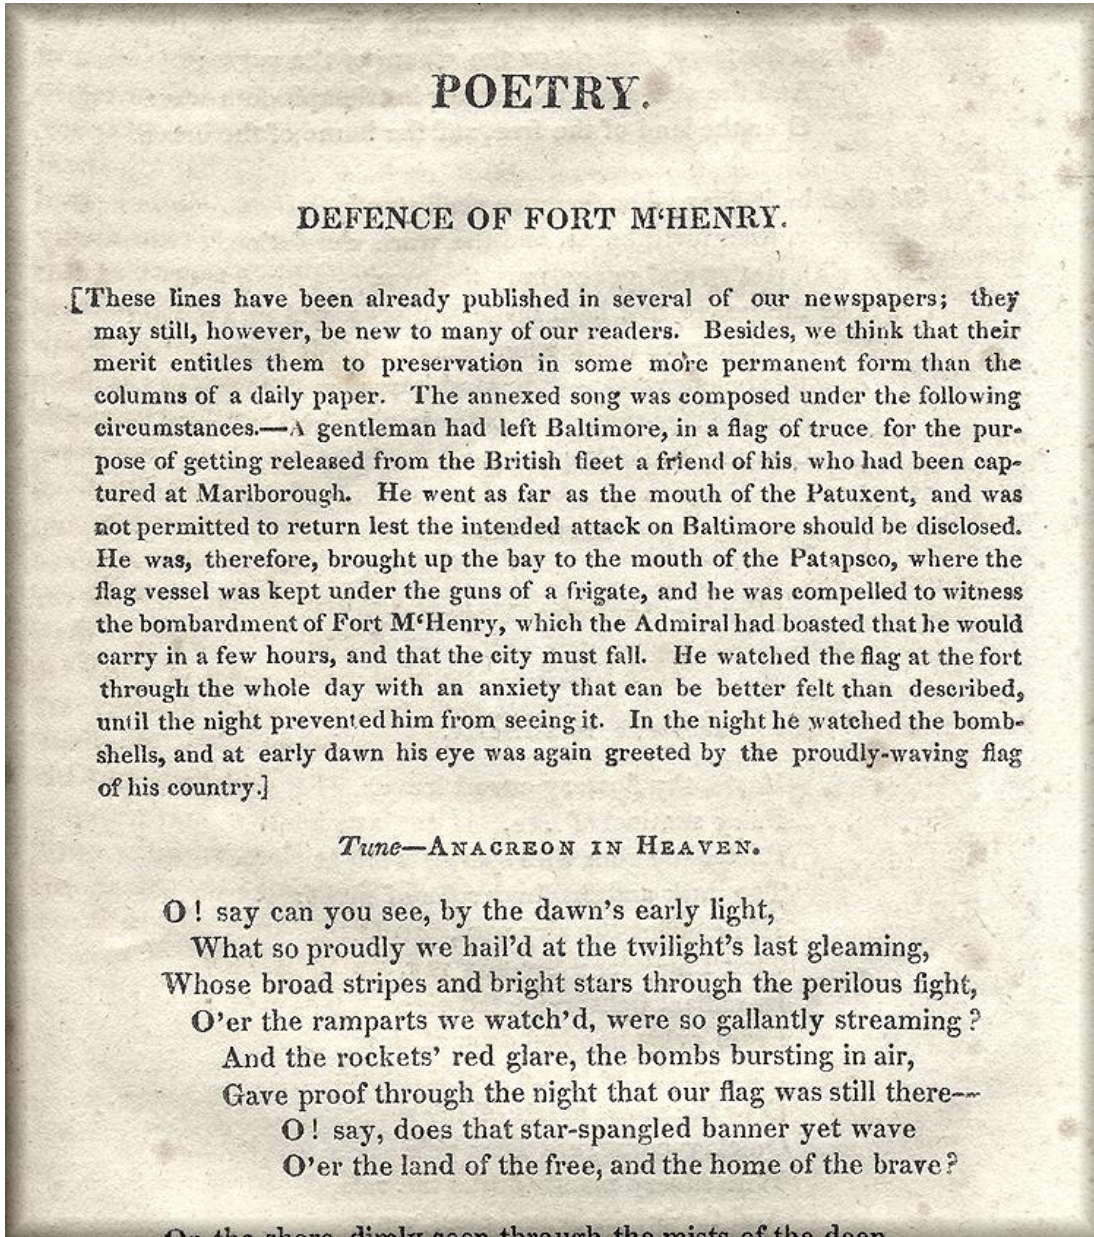 POETRY.
DEFENCE OF FORT M‘HENRY.
[These lines have been already published in several of our newspapers; they
may still, however, be new to many of our readers. Besides, we think that their
merit entitles them to preservation in some more permanent form than the
columns of a daily paper. The annexed song was composed under the following
circumstances.—A gentleman had left Baltimore, in a flag of truce for the pur-
pose of getting released from the British fleet a friend of his who had been cap-
tured at Marlborough. He went as far as the mouth of the Patuxent, and was
not permitted to return lest the intended attack on Baltimore should be disclosed.
He was, therefore, brought up the bay to the mouth of the Patapsco, where the
flag vessel was kept under the guns of a frigate, and he was compelled to witness
the bombardment of Fort M‘Henry, which the Admiral had boasted that he would
carry in a few hours, and that the city must fall. He watched the flag at the fort
through the whole day with an anxiety that can be better felt than described,
until the night prevented him from seeing it. In the night he watched the bomb-
shells, and at early dawn his eye was again greeted by the proudly-waving flag
of his country.]
Tune—ANACREON IN HEAVEN.
O! say can you see, by the dawn’s early light,
What so proudly we hail’d at the twilight’s last gleaming,
Whose broad stripes and bright stars through the perilous fight,
O’er the ramparts we watch’d, were so gallantly streaming?
And the rockets’ red glare, the bombs bursting in air,
Gave proof through the night that our flag was still there—
O! say, does that star-spangled banner yet wave
O’er the land of the free, and the home of the brave?
On the shore, dimly seen through the mists of the deep